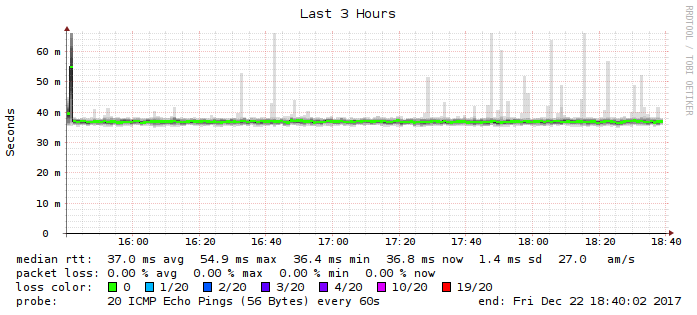 Last 3 Hours
RRDTOOL / TOBI OETIKER
Seconds
60 m
50 m
40 m
30 m
20 m
10 m
0
16:00 16:20 16:40 17:00 17:20 17:40 18:00 18:20 18:40
median rtt: 37.0 ms avg 54.9 ms max 36.4 ms min 36.8 ms now 1.4 ms sd 27.0 am/s
packet loss: 0.00 % avg 0.00 % max 0.00 % min 0.00 % now
loss color: 0 1/20 2/20 3/20 4/20 10/20 19/20
probe: 20 ICMP Echo Pings (56 Bytes) every 60s end: Fri Dec 22 18:40:02 2017